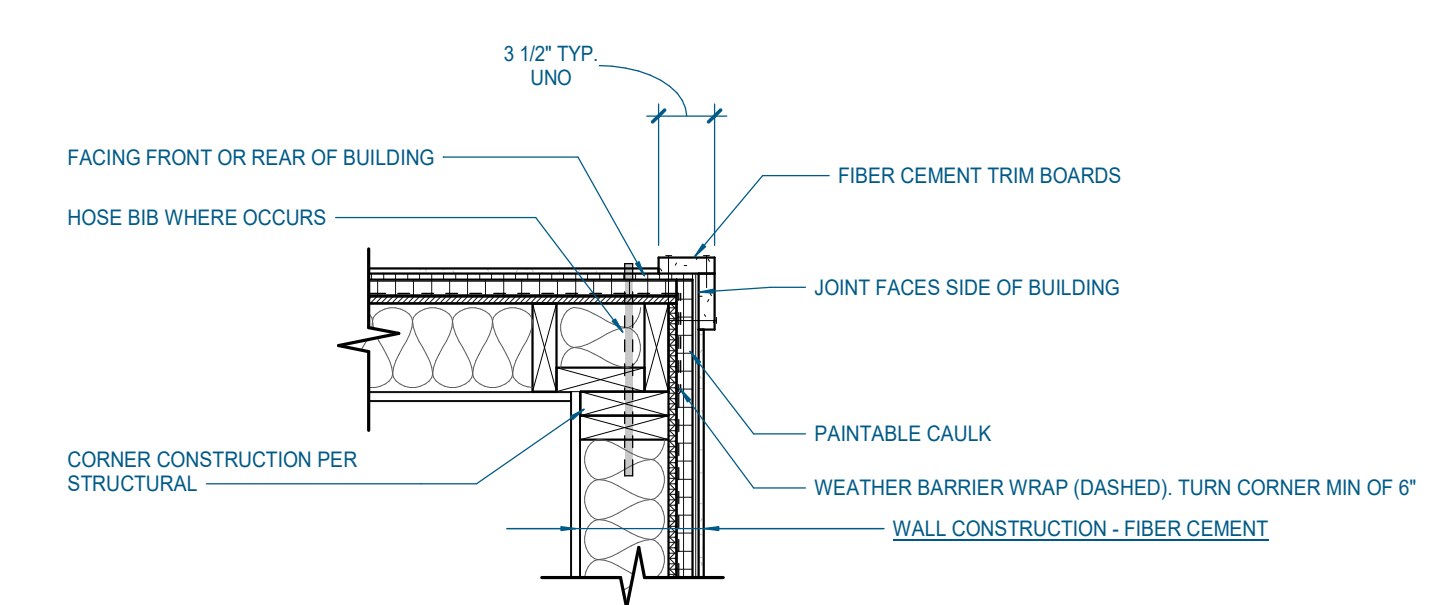 3 1/2" TYP.
UNO
FACING FRONT OR REAR OF BUILDING
FIBER CEMENT TRIM BOARDS
HOSE BIB WHERE OCCURS
JOINT FACES SIDE OF BUILDING
PAINTABLE CAULK
CORNER CONSTRUCTION PER
STRUCTURAL
WEATHER BARRIER WRAP (DASHED). TURN CORNER MIN OF 6"
WALL CONSTRUCTION - FIBER CEMENT